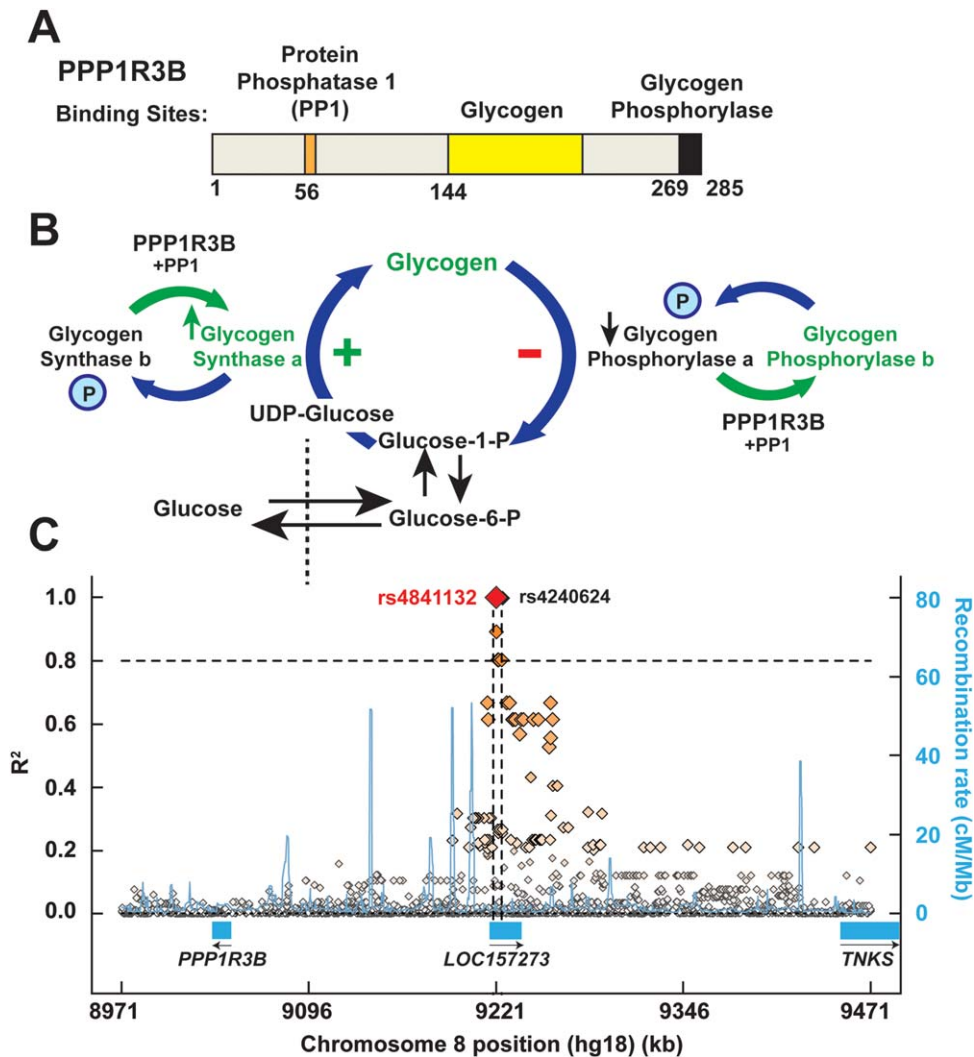 A
PPP1R3B
Binding Sites:
Protein
Phosphatase 1
(PP1)
Glycogen
Glycogen
Phosphorylase
1
56
144
269
285
B
PPP1R3B
+PP1
Glycogen
Synthase b
P
Glycogen
Synthase a
Glycogen
+
-
UDP-Glucose
Glucose-1-P
Glucose
Glucose-6-P
P
Glycogen
Phosphorylase a
Glycogen
Phosphorylase b
PPP1R3B
+PP1
C
rs4841132
rs4240624
R²
1.0
0.8
0.6
0.4
0.2
0.0
Recombination rate (cM/Mb)
80
60
40
20
0
PPP1R3B
LOC157273
TNKS
8971
9096
9221
9346
9471
Chromosome 8 position (hg18) (kb)